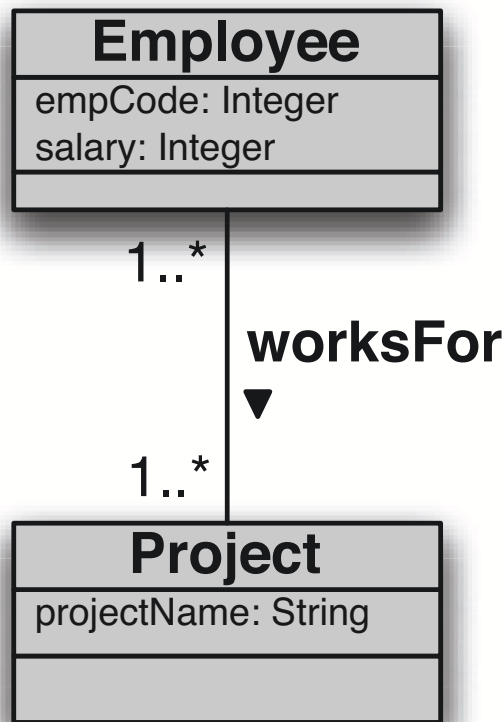 Employee
empCode: Integer
salary: Integer
1..*
worksFor
1..*
Project
projectName: String